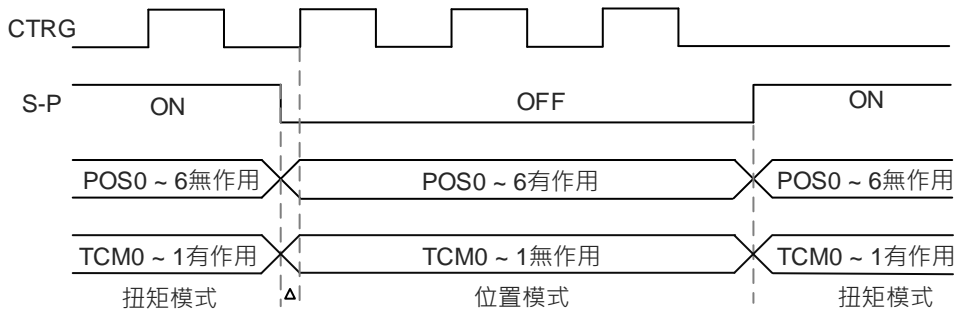 CTRG
S-P ON OFF ON
POS0 ~ 6無作用 POS0 ~ 6有作用 POS0 ~ 6無作用
TCM0 ~ 1有作用 TCM0 ~ 1無作用 TCM0 ~ 1有作用
扭矩模式 Δ 位置模式 扭矩模式